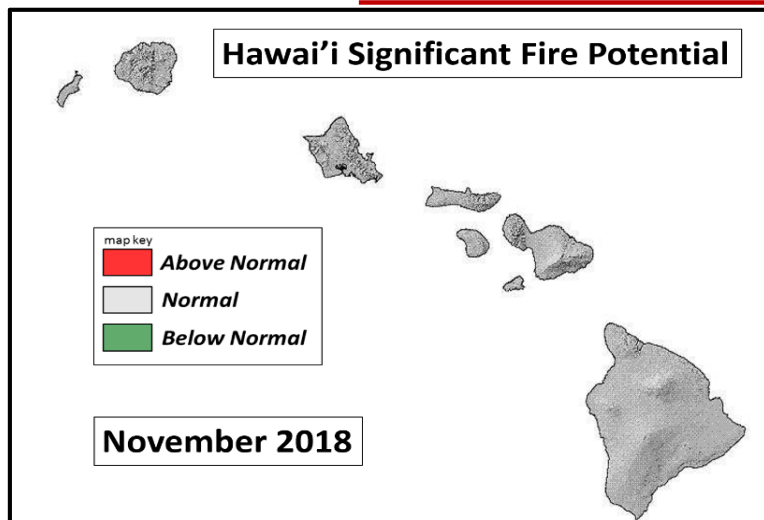 Hawai’i Significant Fire Potential
map key
Above Normal
Normal
Below Normal
November 2018